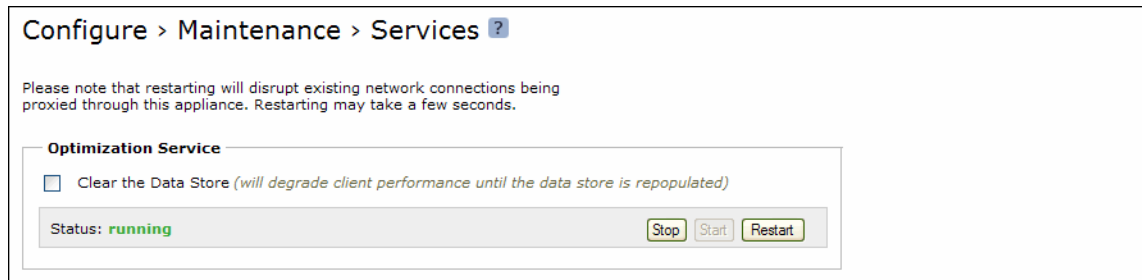 Configure > Maintenance > Services ?
Please note that restarting will disrupt existing network connections being
proxied through this appliance. Restarting may take a few seconds.
Optimization Service
Clear the Data Store (will degrade client performance until the data store is repopulated)
Status: running Stop Start Restart